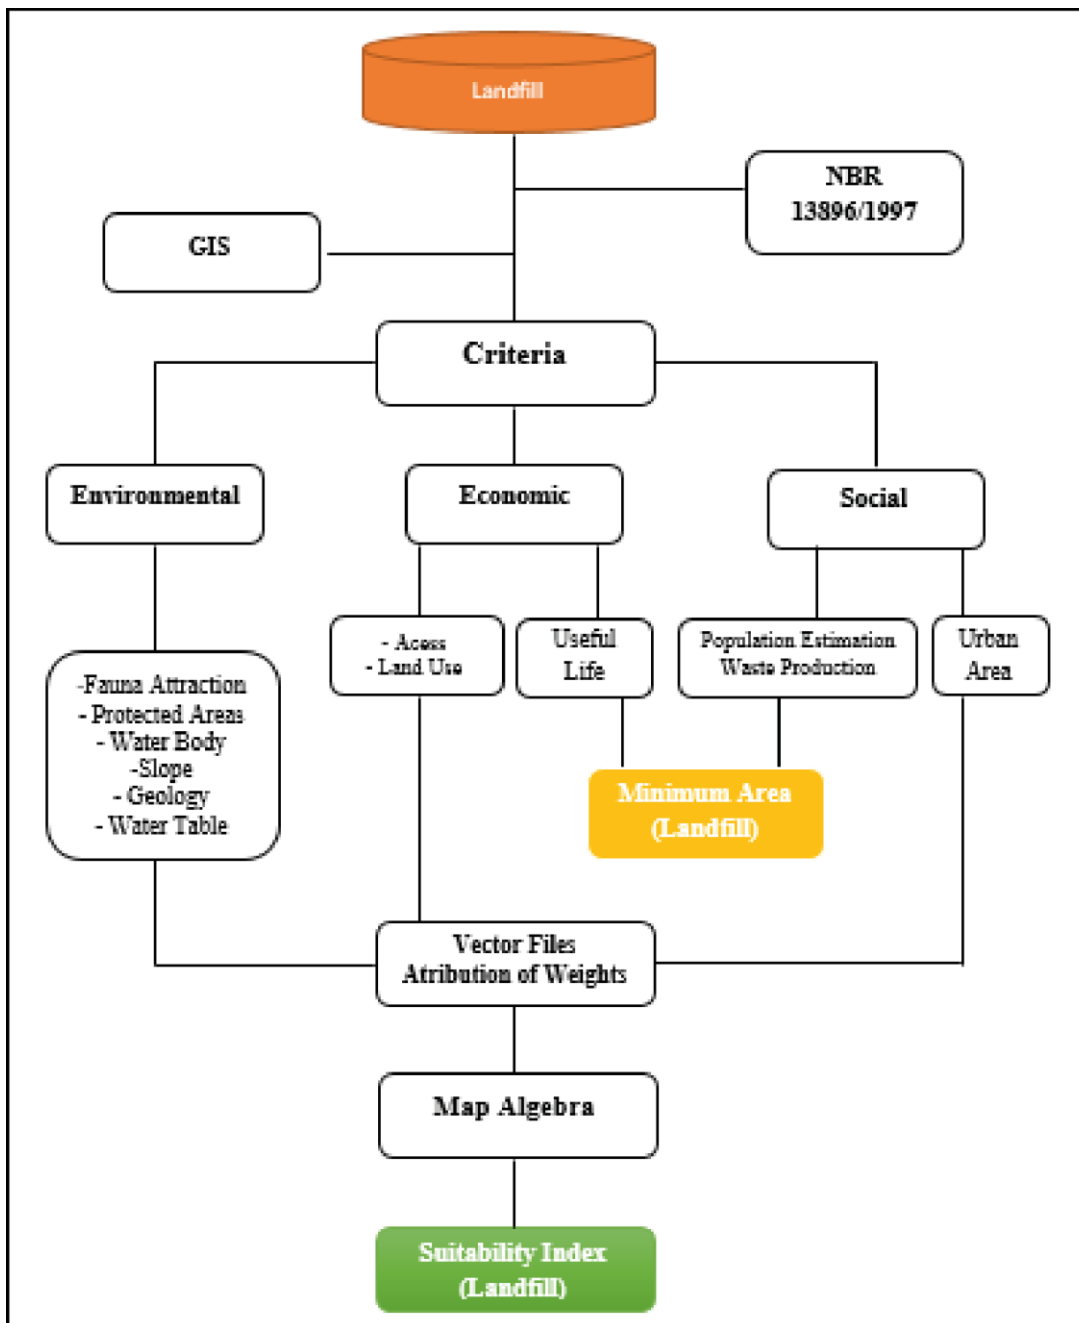 Landfill
NBR
13896/1997
GIS
Criteria
Environmental
Economic
Social
- Acess
- Land Use
Useful
Life
Population Estimation
Waste Production
Urban
Area
-Fauna Attraction
- Protected Areas
- Water Body
-Slope
- Geology
- Water Table
Minimum Area
(Landfill)
Vector Files
Atribution of Weights
Map Algebra
Suitability Index
(Landfill)